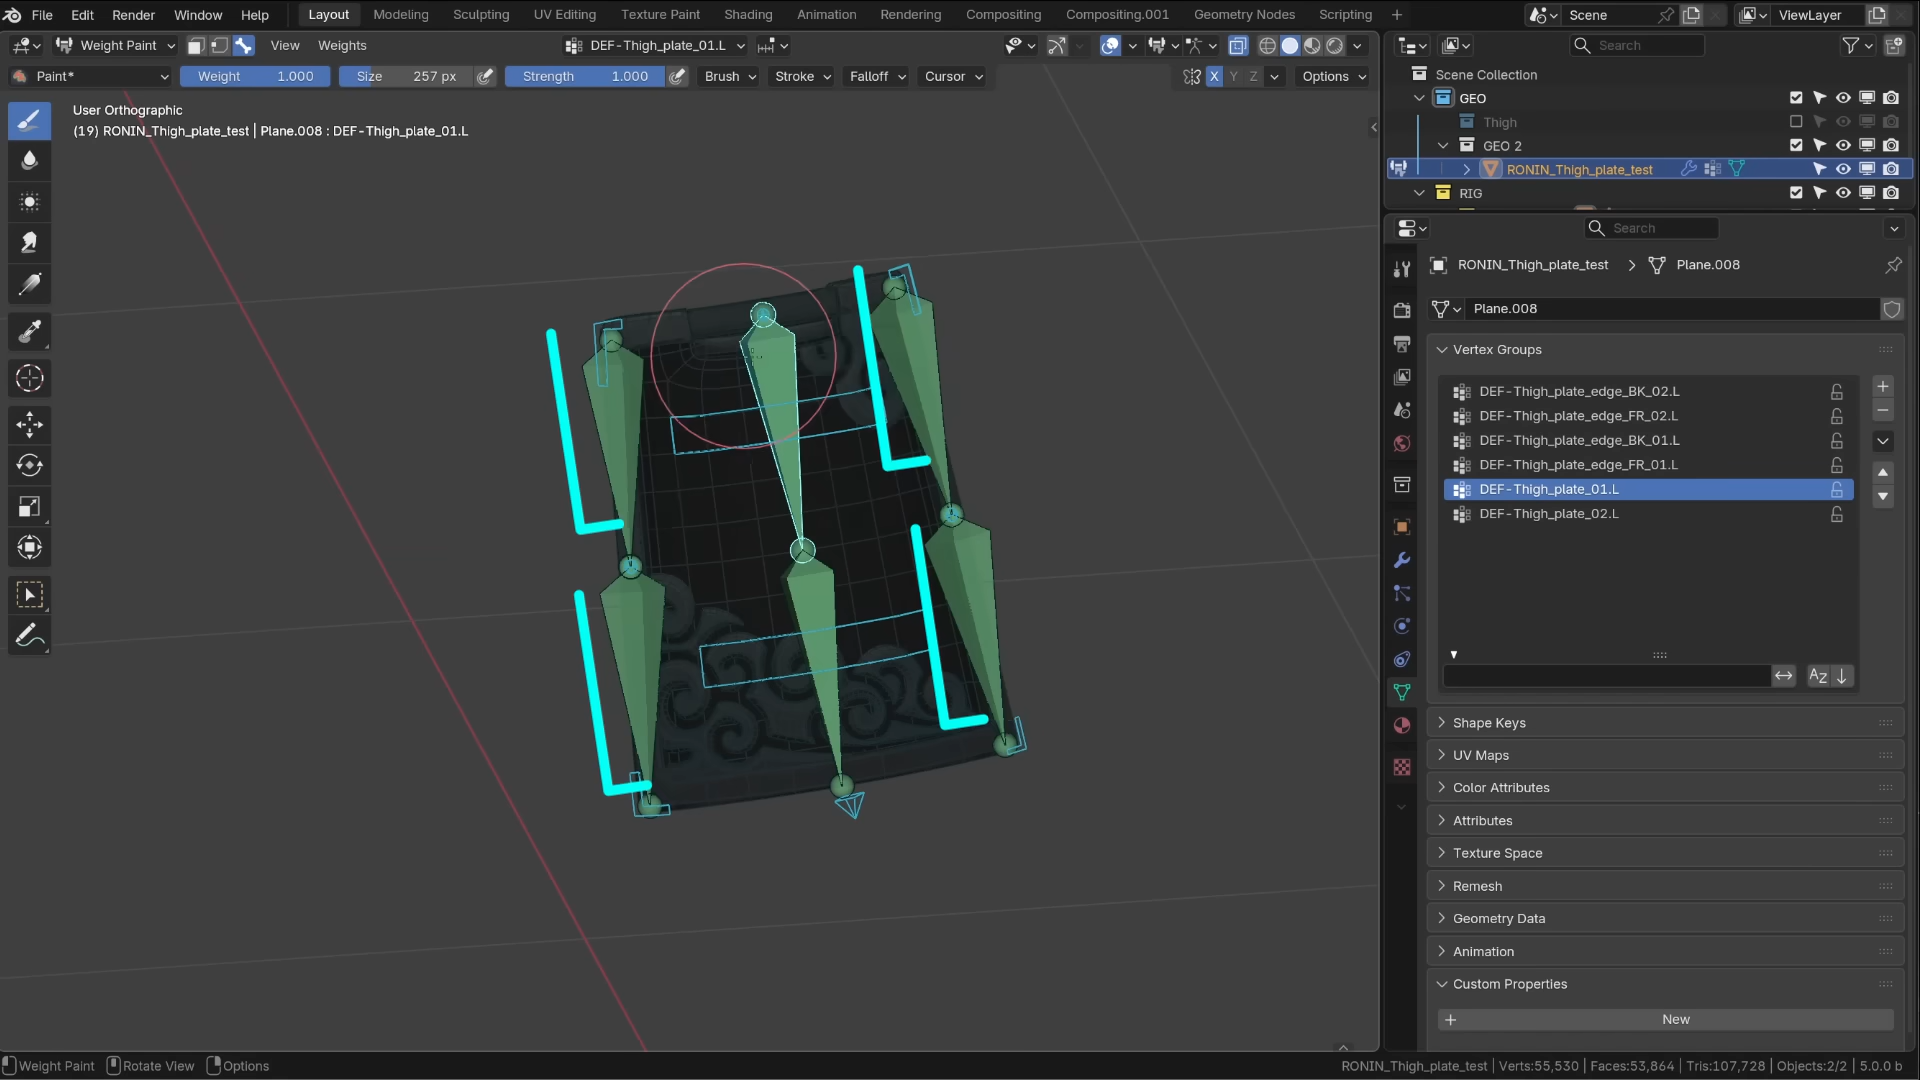 File Edit Render Window Help Layout Modeling Sculpting UV Editing Texture Paint Shading Animation Rendering Compositing Compositing.001 Geometry Nodes Scripting + Scene ViewLayer
Weight Paint View Weights DEF-Thigh_plate_01.L Search
Paint* Weight 1.000 Size 257 px Strength 1.000 Brush Stroke Falloff Cursor X Y Z Options
User Orthographic
(19) RONIN_Thigh_plate_test | Plane.008 : DEF-Thigh_plate_01.L
Scene Collection
GEO
Thigh
GEO 2
RONIN_Thigh_plate_test
RIG
Search
RONIN_Thigh_plate_test > Plane.008
Plane.008
Vertex Groups
DEF-Thigh_plate_edge_BK_02.L
DEF-Thigh_plate_edge_FR_02.L
DEF-Thigh_plate_edge_BK_01.L
DEF-Thigh_plate_edge_FR_01.L
DEF-Thigh_plate_01.L
DEF-Thigh_plate_02.L
AZ
Shape Keys
UV Maps
Color Attributes
Attributes
Texture Space
Remesh
Geometry Data
Animation
Custom Properties
+ New
Weight Paint Rotate View Options
RONIN_Thigh_plate_test | Verts:55,530 | Faces:53,864 | Tris:107,728 | Objects:2/2 | 5.0.0 b